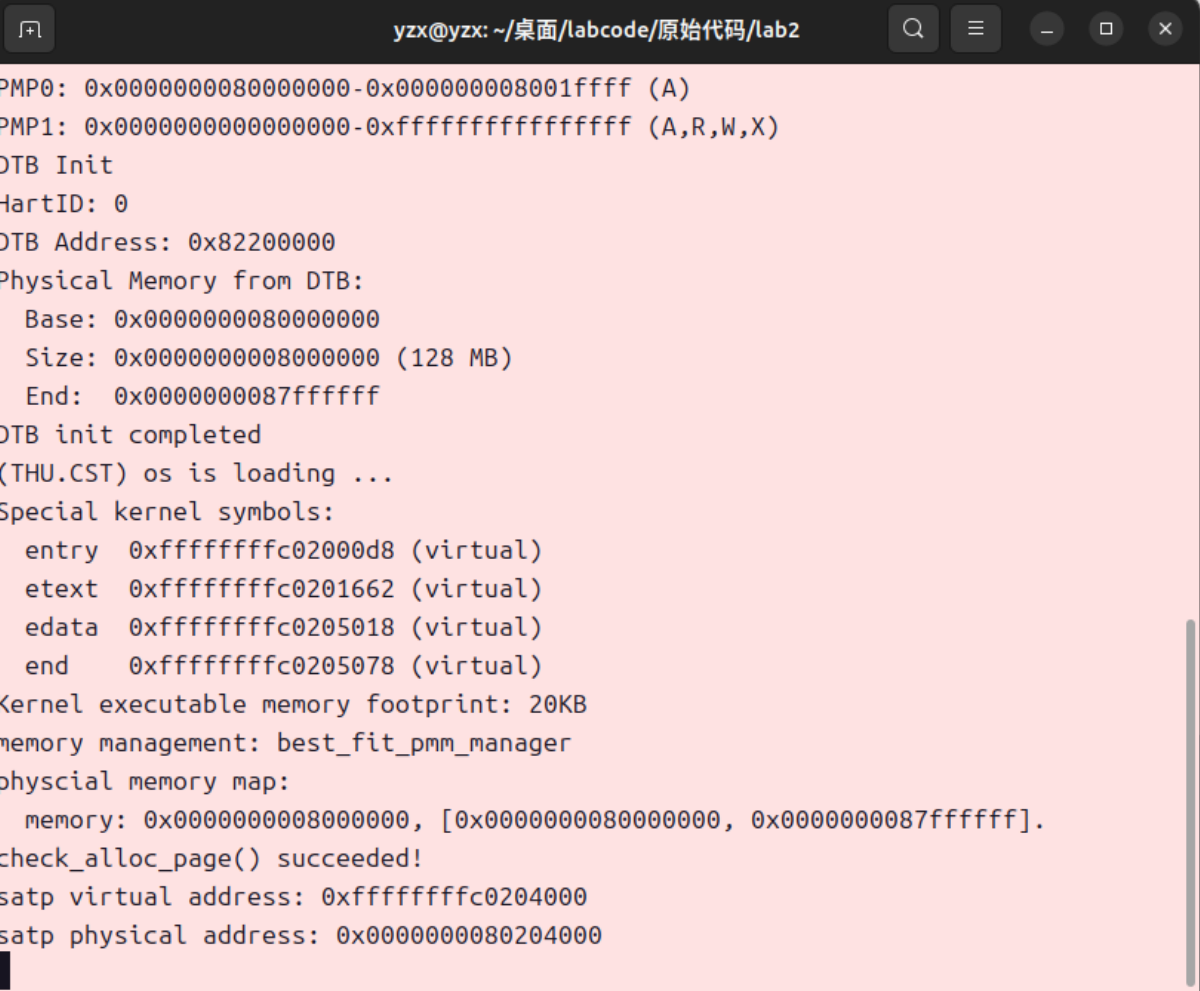 yzx@yzx: ~/桌面/labcode/原始代码/lab2
PMP0: 0x0000000080000000-0x000000008001ffff (A)
PMP1: 0x0000000000000000-0xffffffffffffffff (A,R,W,X)
DTB Init
HartID: 0
DTB Address: 0x82200000
Physical Memory from DTB:
  Base: 0x0000000080000000
  Size: 0x0000000008000000 (128 MB)
  End:  0x0000000087ffffff
DTB init completed
(THU.CST) os is loading ...
Special kernel symbols:
  entry  0xffffffffc02000d8 (virtual)
  etext  0xffffffffc0201662 (virtual)
  edata  0xffffffffc0205018 (virtual)
  end    0xffffffffc0205078 (virtual)
Kernel executable memory footprint: 20KB
memory management: best_fit_pmm_manager
physcial memory map:
  memory: 0x0000000008000000, [0x0000000080000000, 0x0000000087ffffff].
check_alloc_page() succeeded!
satp virtual address: 0xffffffffc0204000
satp physical address: 0x0000000080204000